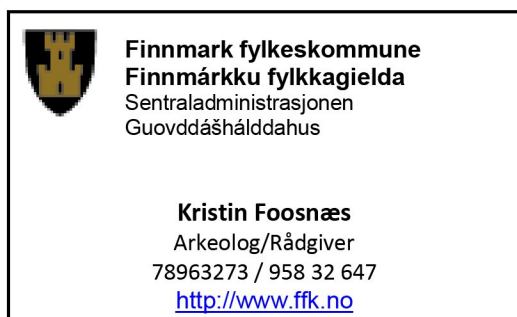 Finnmark fylkeskommune
Finnmárkku fylkkagielda
Sentraladministrasjonen
Guovddášhálddahus
Kristin Foosnæs
Arkeolog/Rådgiver
78963273 / 958 32 647
http://www.ffk.no